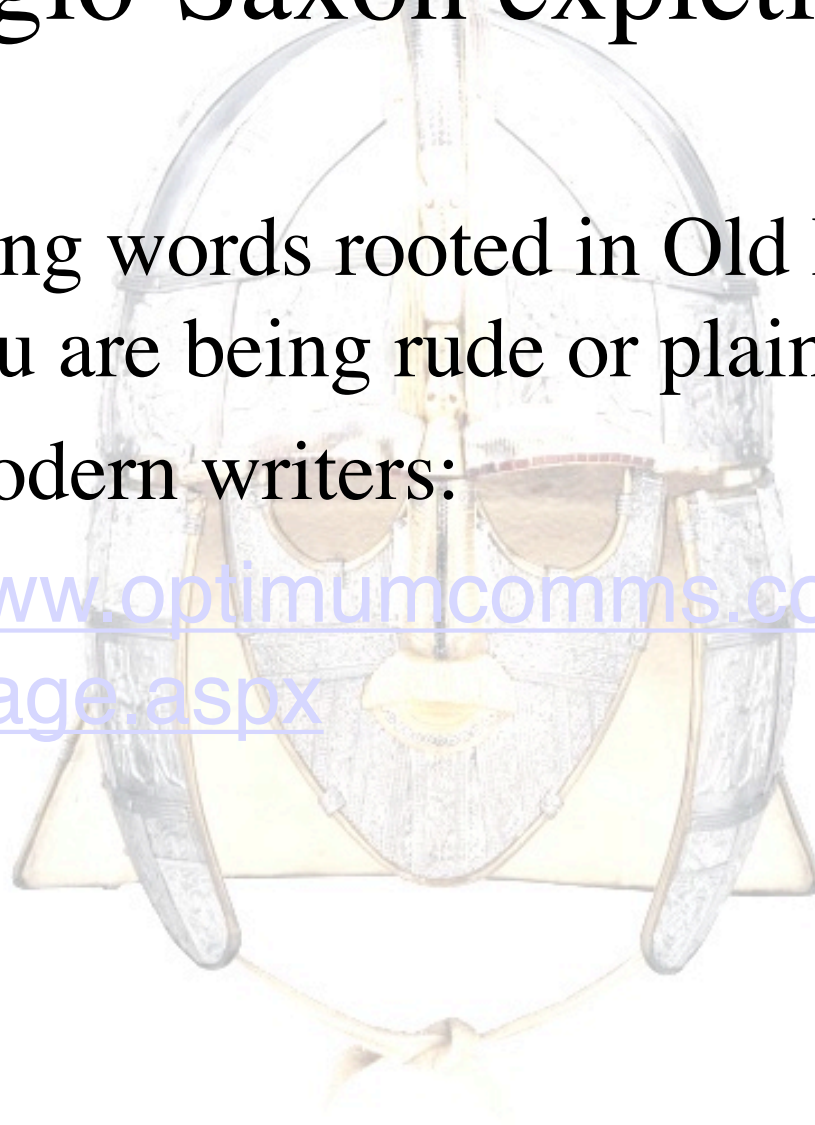 glo-Saxon expleti
ng words rooted in Old
u are being rude or plain
odern writers:
ww.optimumcomms.co
age.aspx